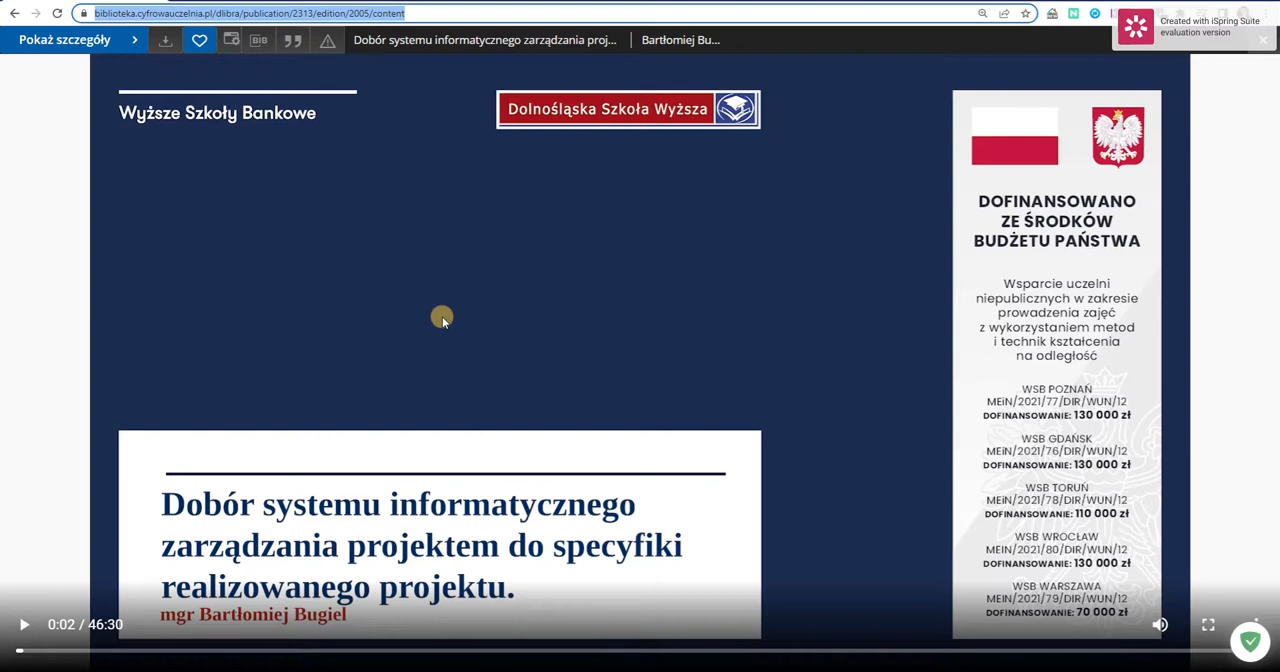 biblioteka.cyfrowauczelnia.pl/dlibra/publication/2313/edition/2005/content
Created with iSpring Suite
evaluation version
Pokaż szczegóły
BIB
Dobór systemu informatycznego zarządzania proj...
Bartłomiej Bu...
Wyższe Szkoły Bankowe
Dolnośląska Szkoła Wyższa
DOFINANSOWANO
ZE ŚRODKÓW
BUDŻETU PAŃSTWA
Wsparcie uczelni
niepublicznych w zakresie
prowadzenia zajęć
z wykorzystaniem metod
i technik kształcenia
na odległość
WSB POZNAŃ
MEiN/2021/77/DIR/WUN/12
DOFINANSOWANIE: 130 000 zł
WSB GDAŃSK
MEiN/2021/76/DIR/WUN/12
DOFINANSOWANIE: 130 000 zł
WSB TORUŃ
MEiN/2021/78/DIR/WUN/12
DOFINANSOWANIE: 110 000 zł
WSB WROCŁAW
MEiN/2021/80/DIR/WUN/12
DOFINANSOWANIE: 130 000 zł
WSB WARSZAWA
MEiN/2021/79/DIR/WUN/12
DOFINANSOWANIE: 70 000 zł
Dobór systemu informatycznego
zarządzania projektem do specyfiki
realizowanego projektu.
mgr Bartłomiej Bugiel
0:02 / 46:30